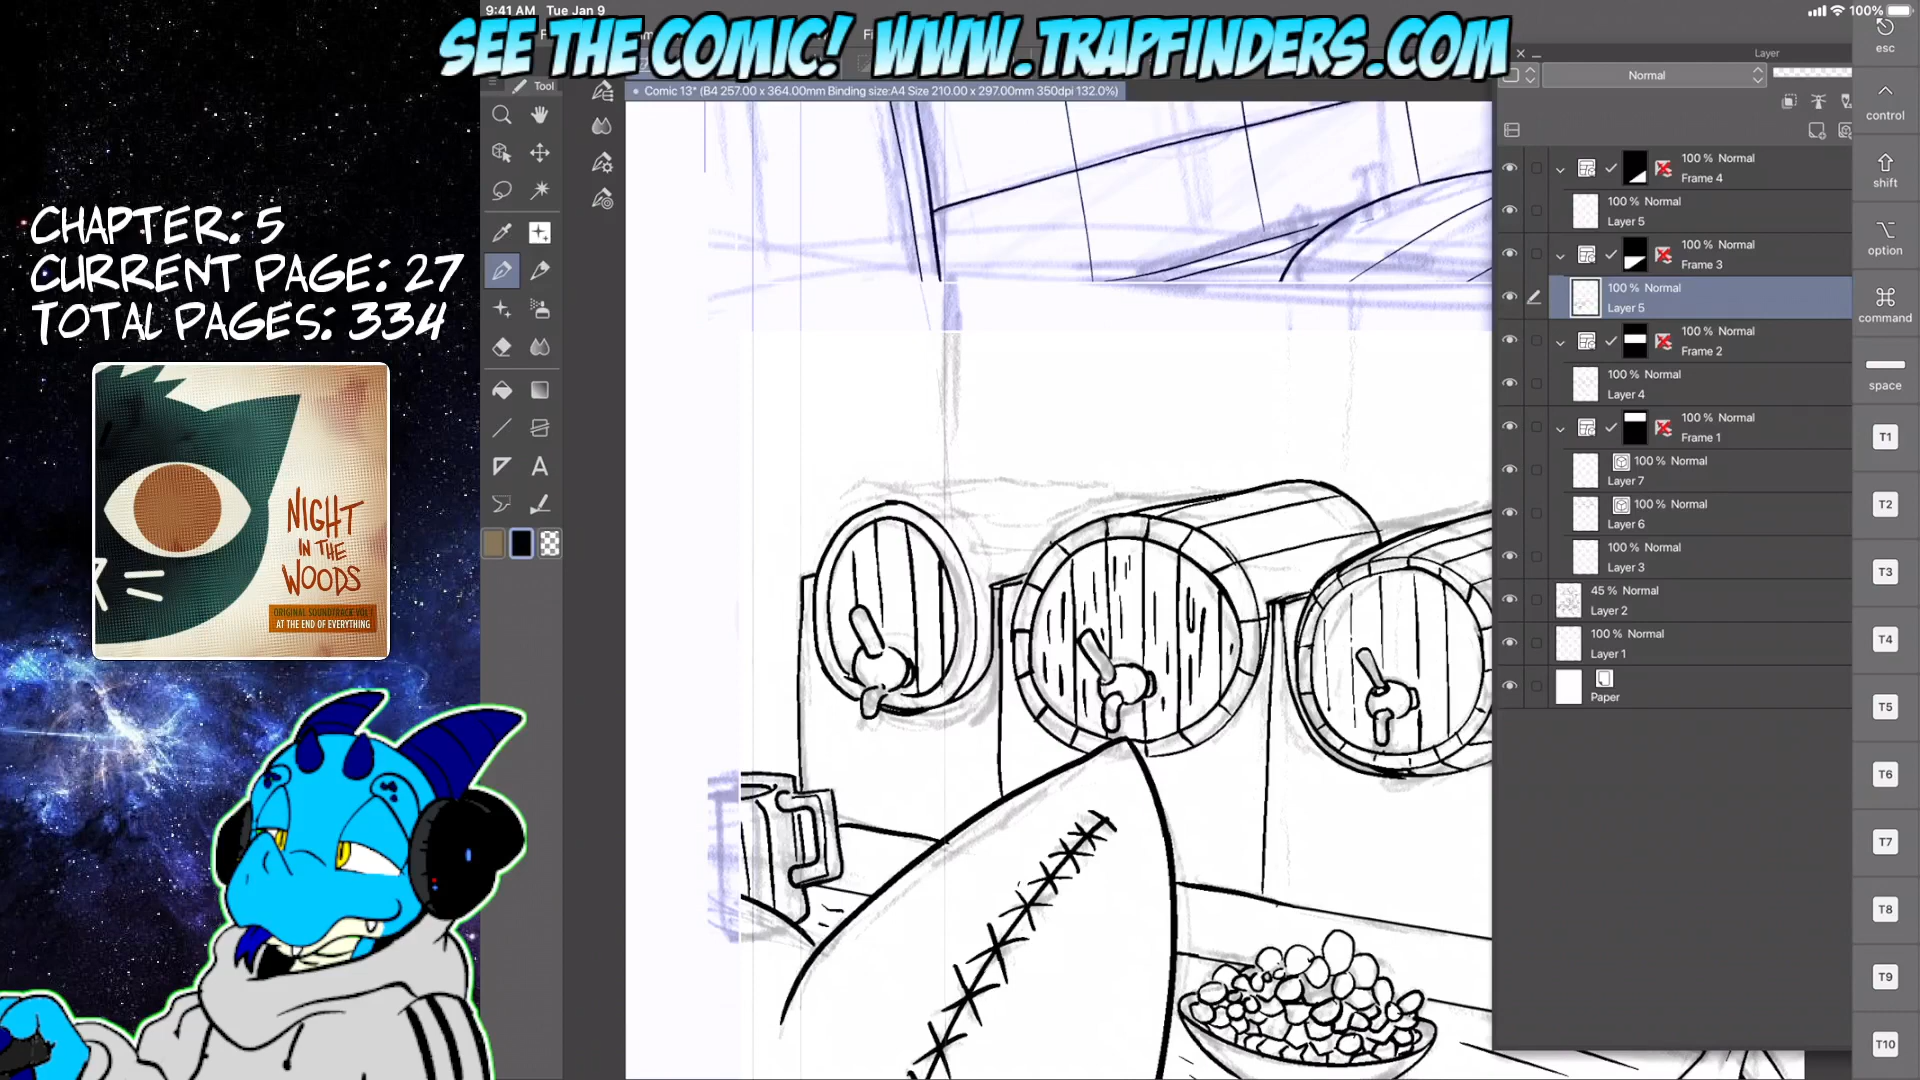 9:41 AM Tue Jan 9
100%
SEE THE COMIC! WWW.TRAPFINDERS.COM
Tool
Comic 13* (B4 257.00 x 364.00mm Binding size:A4 Size 210.00 x 297.00mm 350dpi 132.0%)
Layer
Normal
esc
control
shift
option
command
space
T1
T2
T3
T4
T5
T6
T7
T8
T9
T10
CHAPTER: 5
CURRENT PAGE: 27
TOTAL PAGES: 334
NIGHT
IN THE
WOODS
ORIGINAL SOUNDTRACK VOL 1
AT THE END OF EVERYTHING
A
100 % Normal
Frame 4
100 % Normal
Layer 5
100 % Normal
Frame 3
100 % Normal
Layer 5
100 % Normal
Frame 2
100 % Normal
Layer 4
100 % Normal
Frame 1
100 % Normal
Layer 7
100 % Normal
Layer 6
100 % Normal
Layer 3
45 % Normal
Layer 2
100 % Normal
Layer 1
Paper